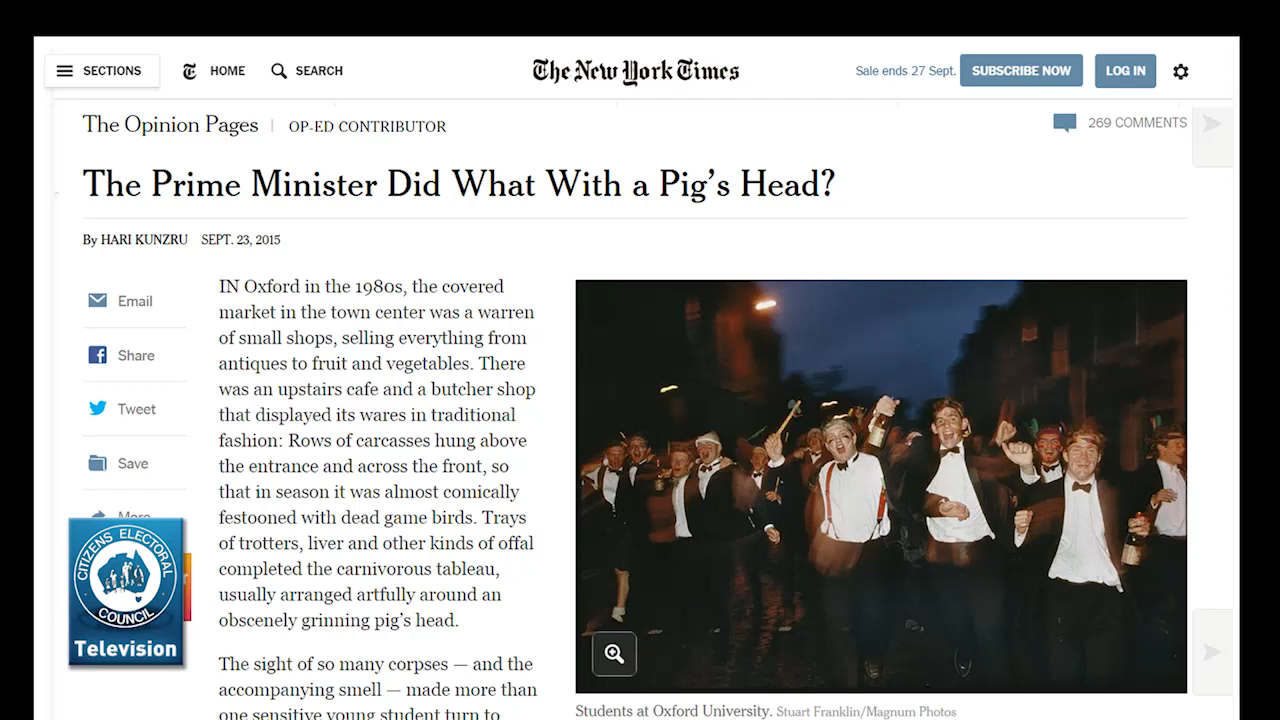 SECTIONS HOME SEARCH The New York Times Sale ends 27 Sept. SUBSCRIBE NOW LOG IN
The Opinion Pages | OP-ED CONTRIBUTOR 269 COMMENTS
The Prime Minister Did What With a Pig's Head?
By HARI KUNZRU SEPT. 23, 2015
Email
Share
Tweet
Save
More
IN Oxford in the 1980s, the covered
market in the town center was a warren
of small shops, selling everything from
antiques to fruit and vegetables. There
was an upstairs cafe and a butcher shop
that displayed its wares in traditional
fashion: Rows of carcasses hung above
the entrance and across the front, so
that in season it was almost comically
festooned with dead game birds. Trays
of trotters, liver and other kinds of offal
completed the carnivorous tableau,
usually arranged artfully around an
obscenely grinning pig's head.
The sight of so many corpses — and the
accompanying smell — made more than
one sensitive young student turn to
Students at Oxford University. Stuart Franklin/Magnum Photos
CITIZENS ELECTORAL
COUNCIL
Television